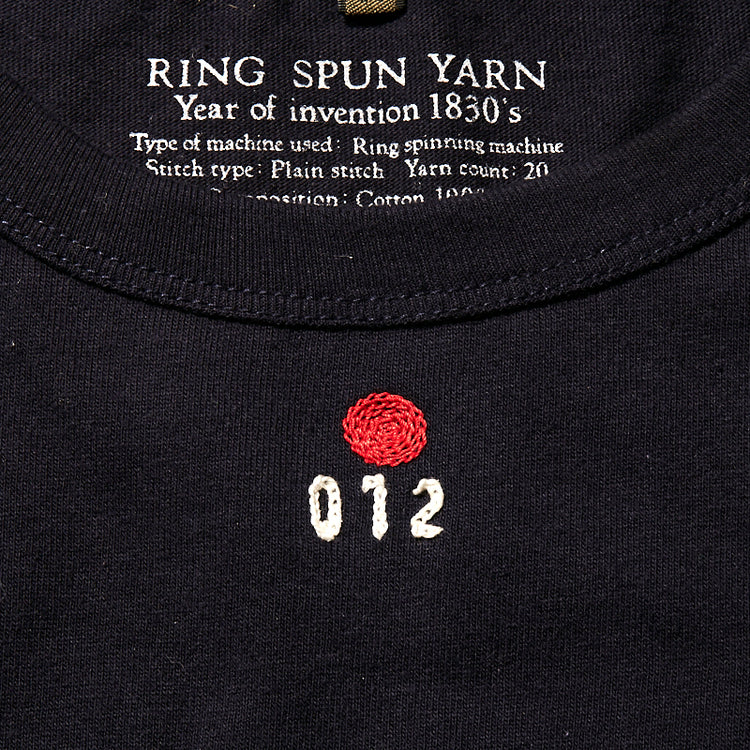 RING SPUN YARN
Year of invention 1830's
Type of machine used: Ring spinning machine
Stitch type: Plain stitch Yarn count: 20
Cotton
012